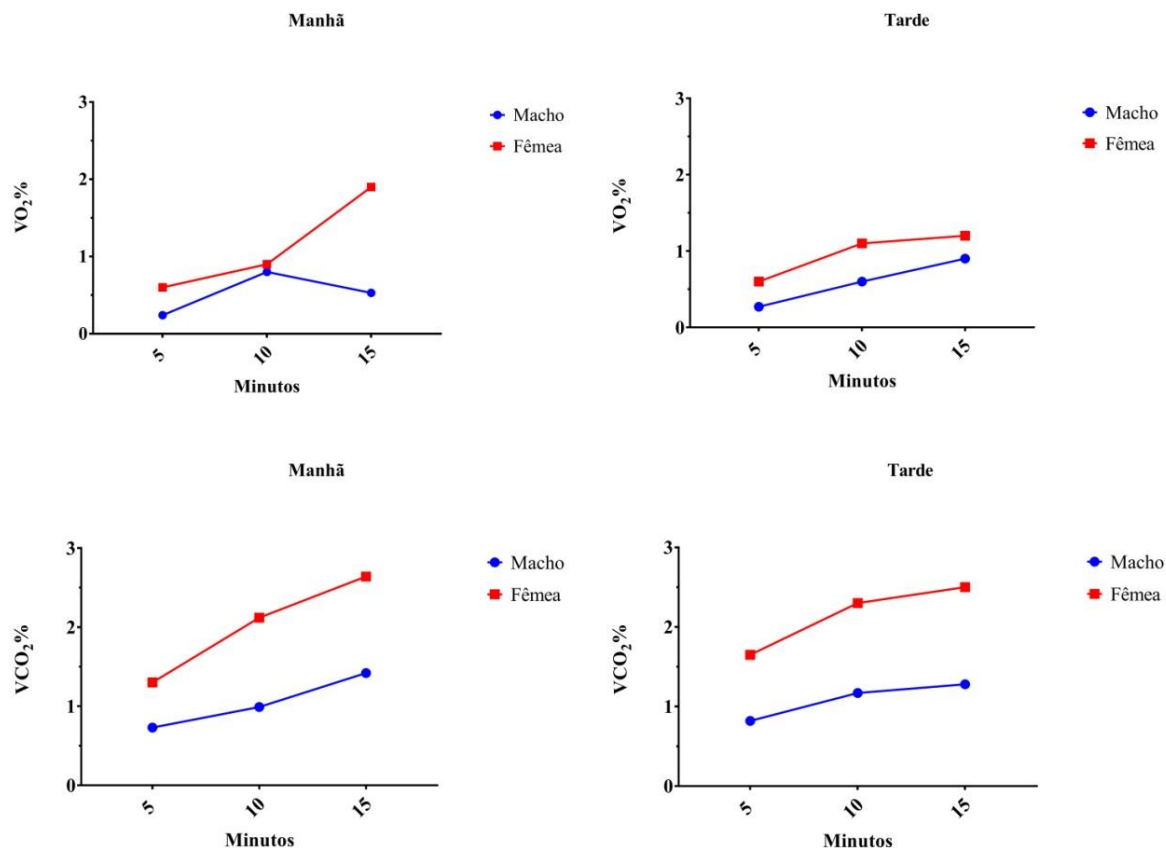 Manhã
3
2
1
0
VO₂%
5
10
15
Minutos
Macho
Fêmea
Tarde
3
2
1
0
VO₂%
5
10
15
Minutos
Macho
Fêmea
Manhã
3
2
1
0
VCO₂%
5
10
15
Minutos
Macho
Fêmea
Tarde
3
2
1
0
VCO₂%
5
10
15
Minutos
Macho
Fêmea